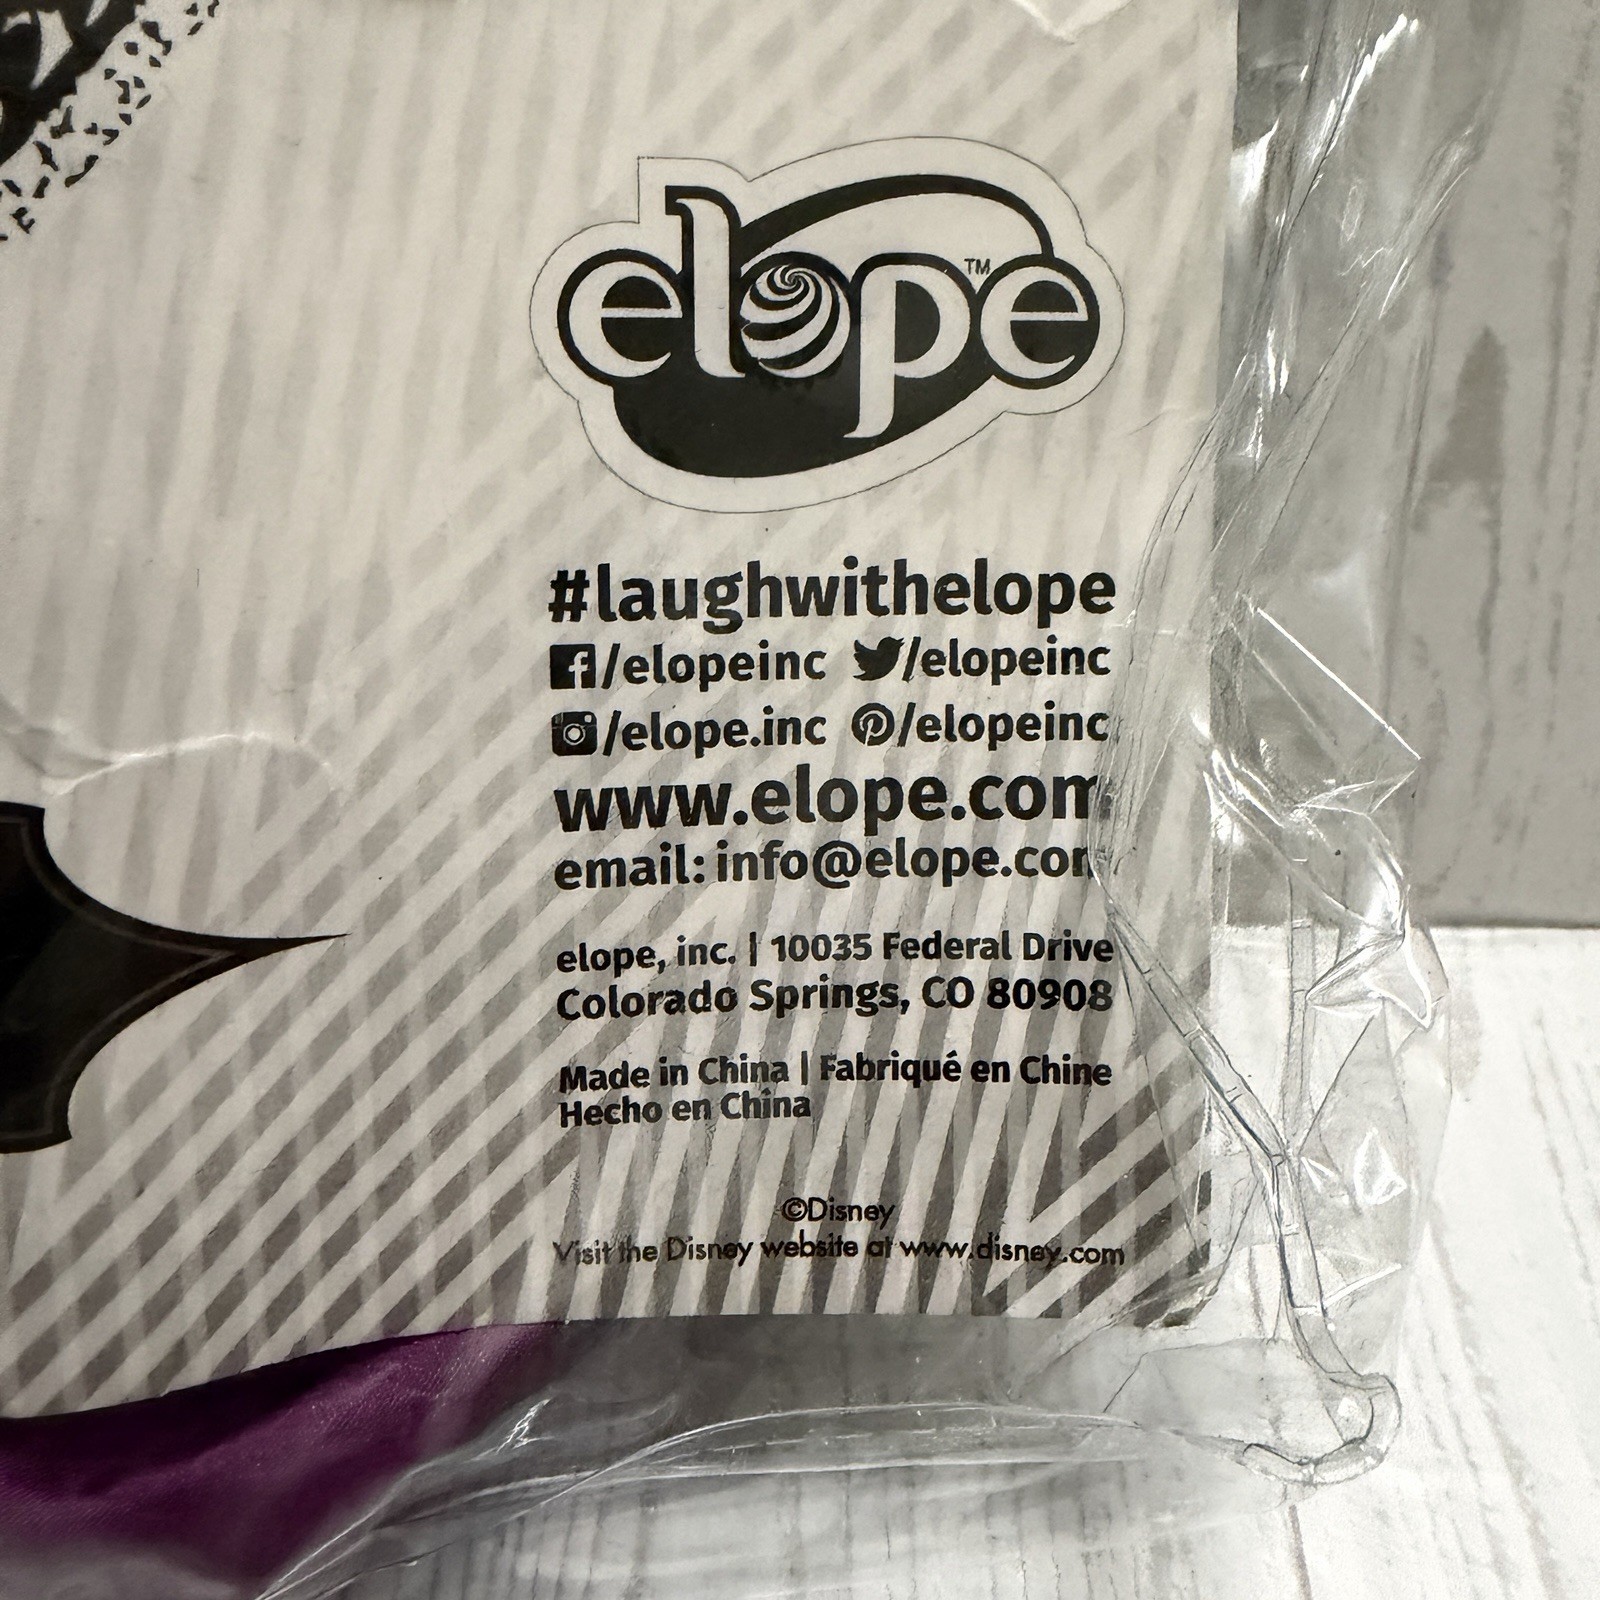 elope™
#laughwithelope
/elopeinc /elopeinc
/elope.inc /elopeinc
www.elope.com
email: info@elope.com
elope, inc. | 10035 Federal Drive
Colorado Springs, CO 80908
Made in China | Fabriqué en Chine
Hecho en China
©Disney
Visit the Disney website at www.disney.com